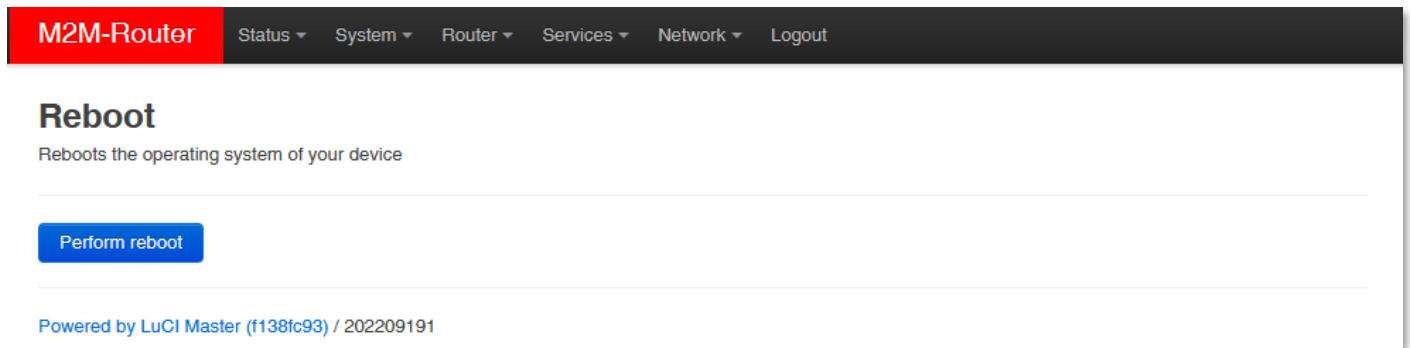 M2M-Router Status System Router Services Network Logout
Reboot
Reboots the operating system of your device
Perform reboot
Powered by LuCI Master (f138fc93) / 202209191